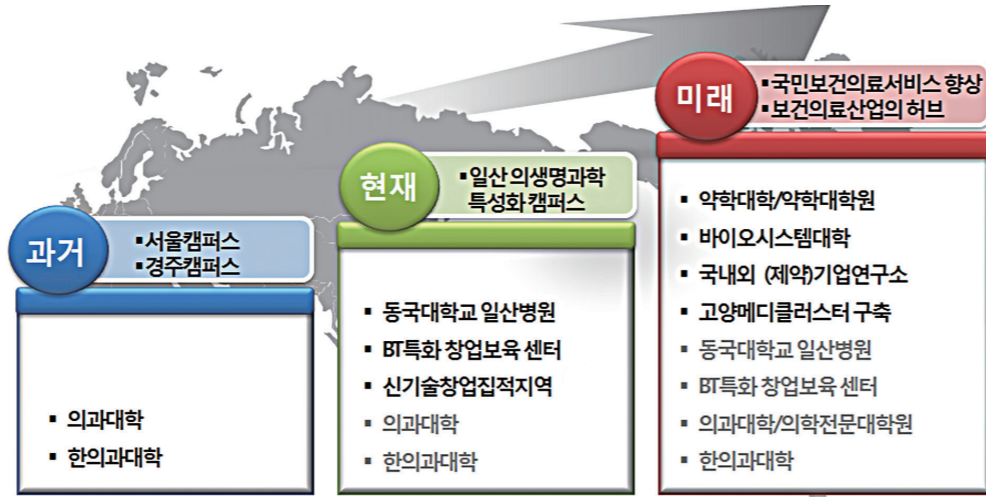 과거
▪서울캠퍼스
▪경주캠퍼스
▪ 의과대학
▪ 한의과대학
현재
▪일산 의생명과학
특성화 캠퍼스
▪ 동국대학교 일산병원
▪ BT특화 창업보육 센터
▪ 신기술창업집적지역
▪ 의과대학
▪ 한의과대학
미래
▪국민보건의료서비스 향상
▪보건의료산업의 허브
▪ 약학대학/약학대학원
▪ 바이오시스템대학
▪ 국내외 (제약)기업연구소
▪ 고양메디클러스터 구축
▪ 동국대학교 일산병원
▪ BT특화 창업보육 센터
▪ 의과대학/의학전문대학원
▪ 한의과대학